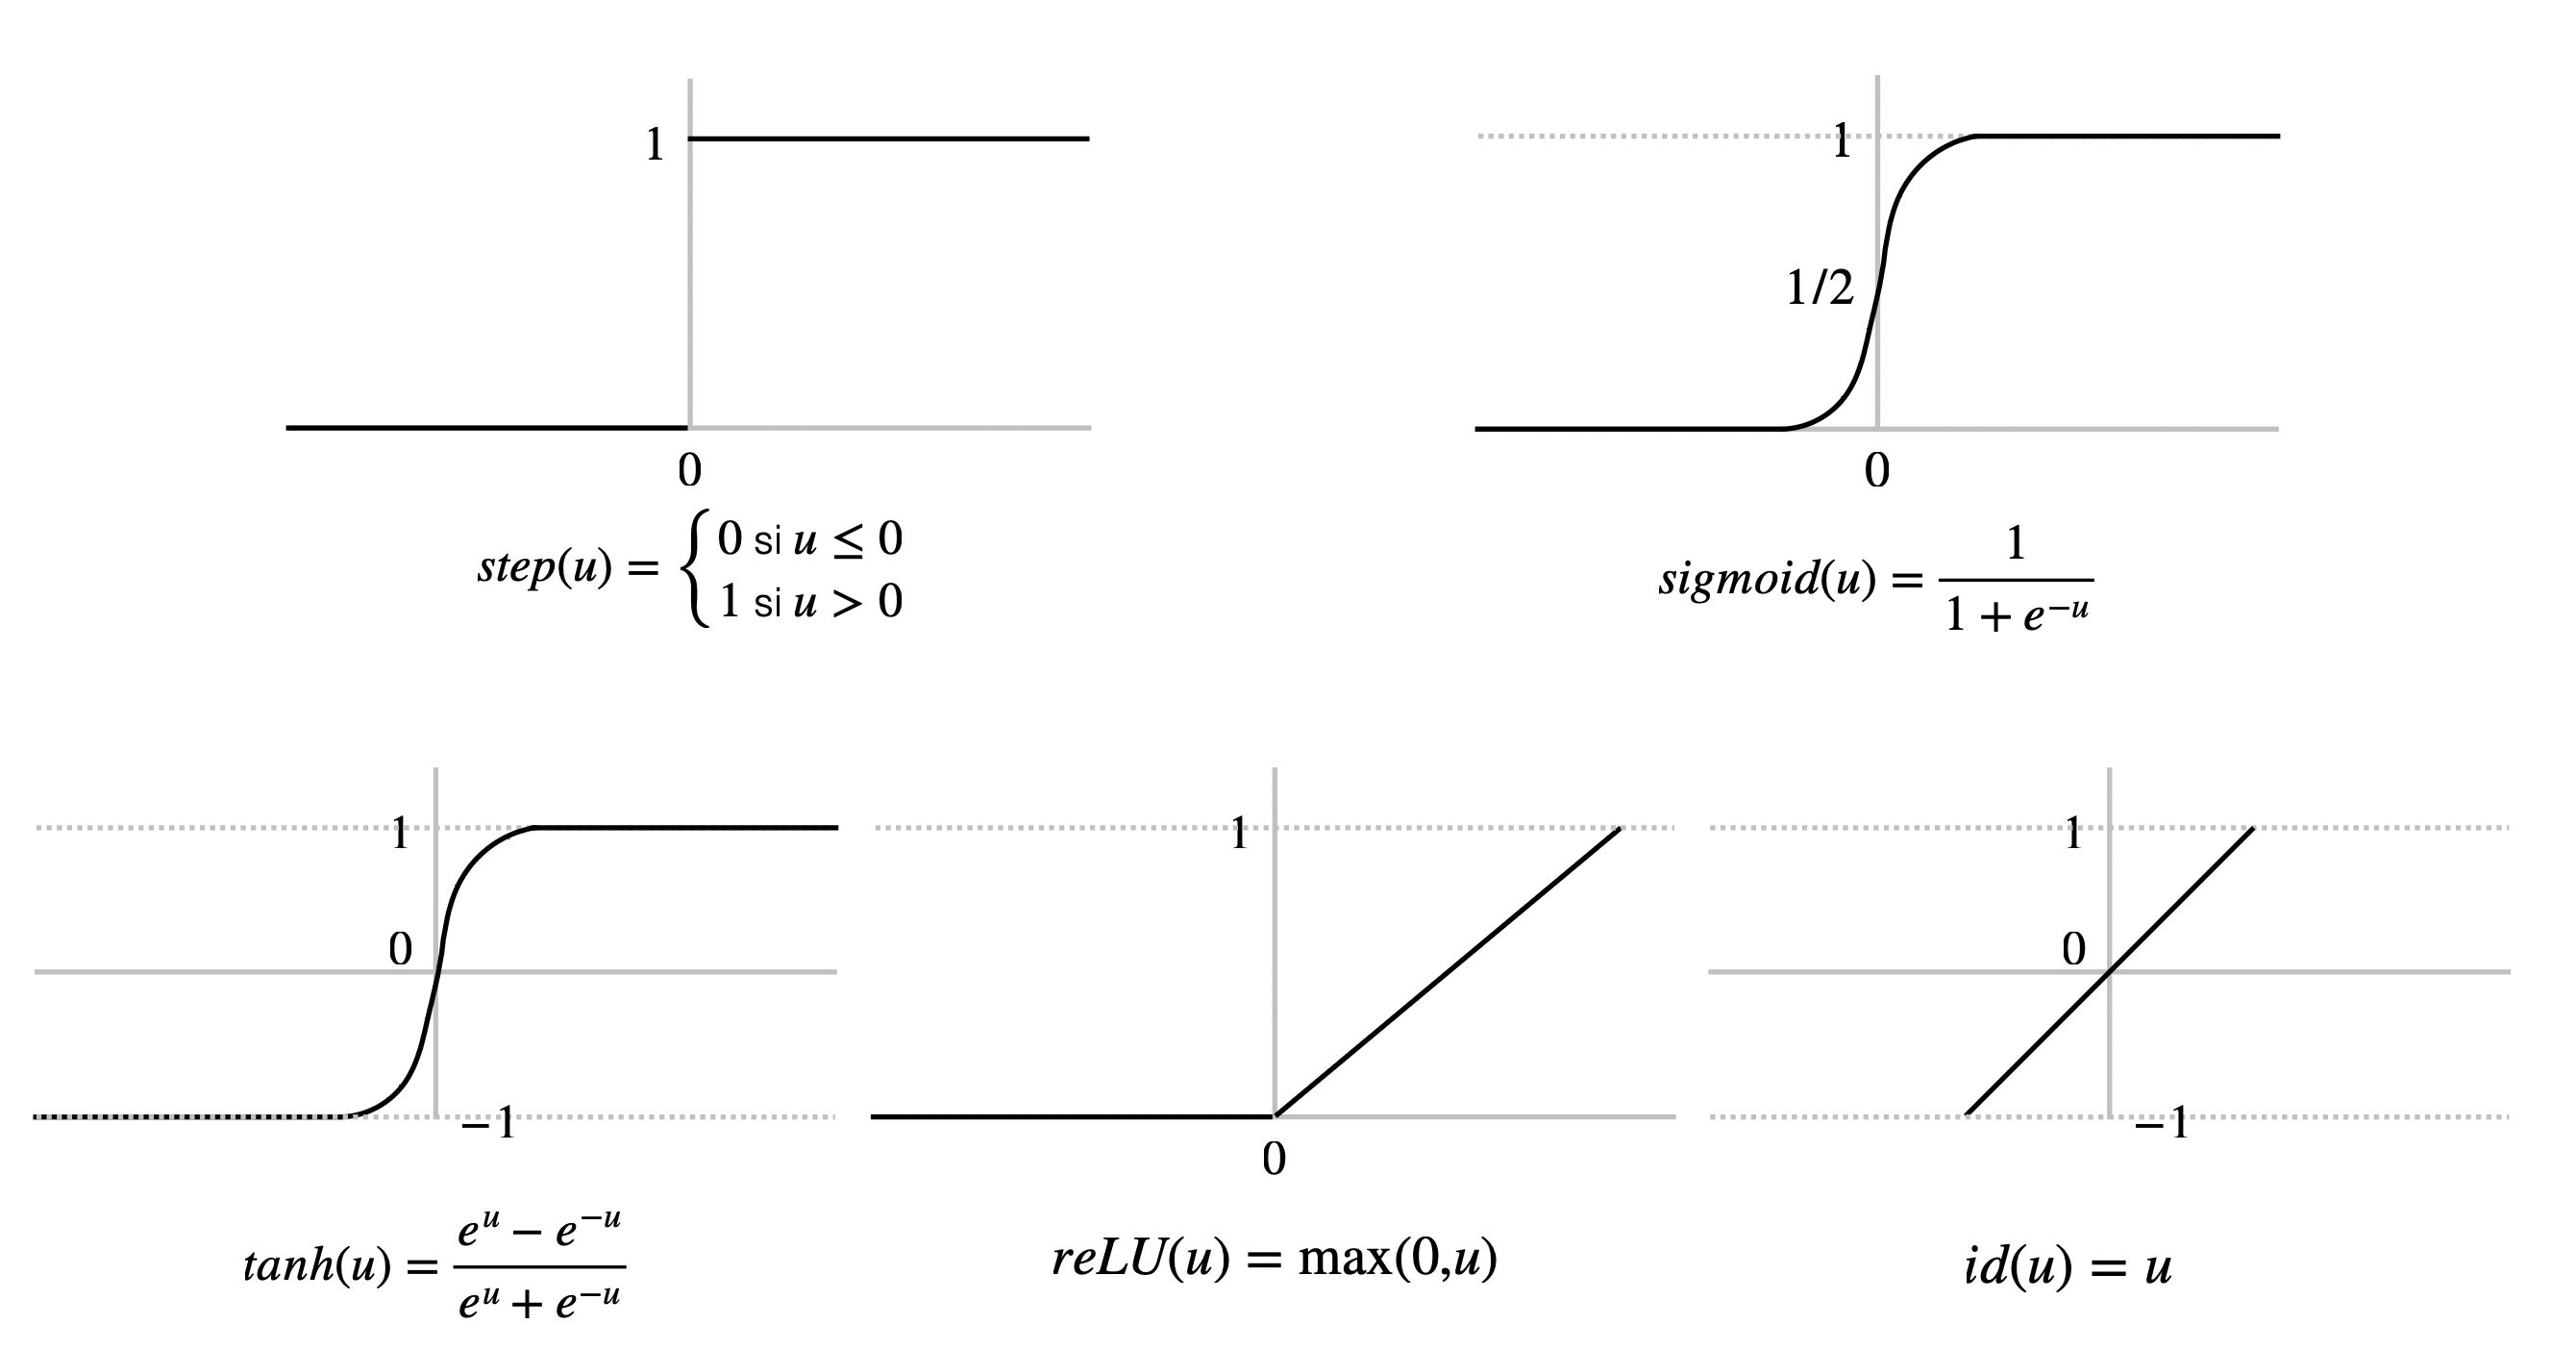 1
0
step(u) = { 0 si u ≤ 0
1 si u > 0
1
1/2
0
sigmoid(u) = 1 / (1 + e^{−u})
1
0
−1
tanh(u) = (e^u − e^{−u}) / (e^u + e^{−u})
1
0
reLU(u) = max(0,u)
1
0
−1
id(u) = u